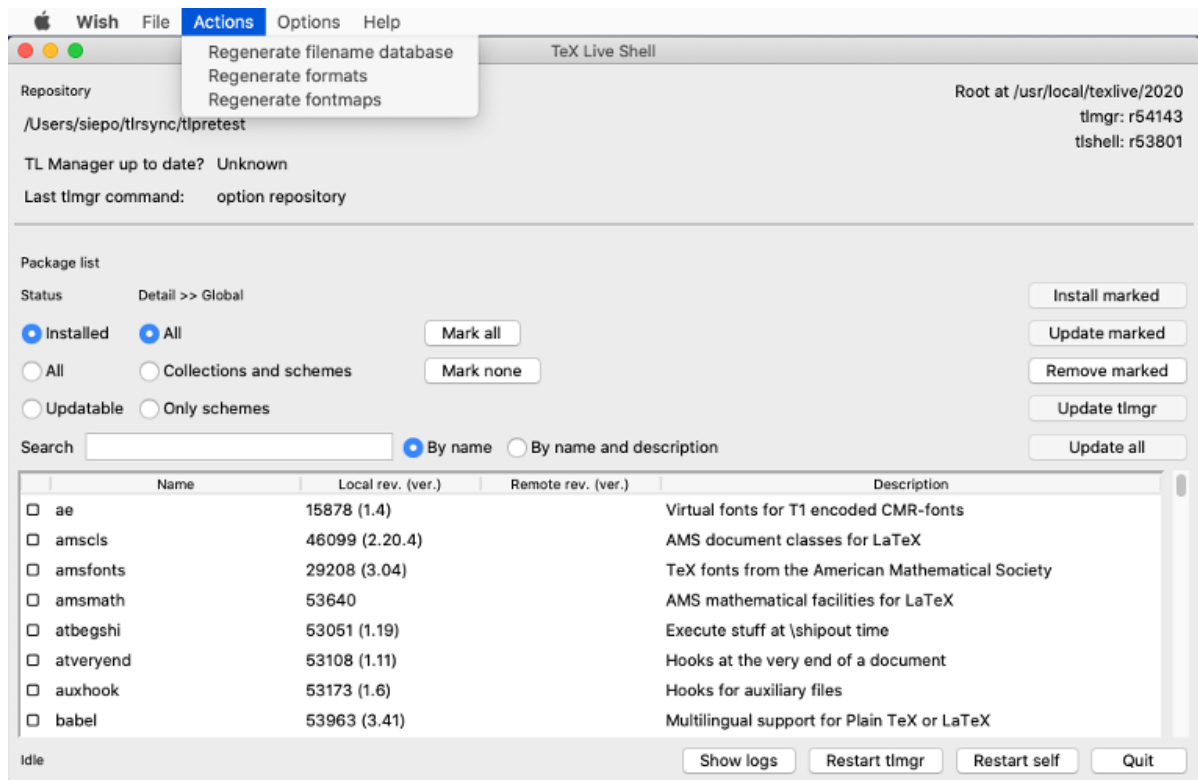 Wish File Actions Options Help
TeX Live Shell
Regenerate filename database
Regenerate formats
Regenerate fontmaps
Repository
Root at /usr/local/texlive/2020
/Users/siepo/tlrsync/tlpretest
tlmgr: r54143
tlshell: r53801
TL Manager up to date? Unknown
Last tlmgr command: option repository
Package list
Status Detail >> Global Install marked
Installed All Mark all Update marked
All Collections and schemes Mark none Remove marked
Updatable Only schemes Update tlmgr
Search By name By name and description Update all
Name Local rev. (ver.) Remote rev. (ver.) Description
ae 15878 (1.4) Virtual fonts for T1 encoded CMR-fonts
amscls 46099 (2.20.4) AMS document classes for LaTeX
amsfonts 29208 (3.04) TeX fonts from the American Mathematical Society
amsmath 53640 AMS mathematical facilities for LaTeX
atbegshi 53051 (1.19) Execute stuff at \shipout time
atveryend 53108 (1.11) Hooks at the very end of a document
auxhook 53173 (1.6) Hooks for auxiliary files
babel 53963 (3.41) Multilingual support for Plain TeX or LaTeX
Idle Show logs Restart tlmgr Restart self Quit